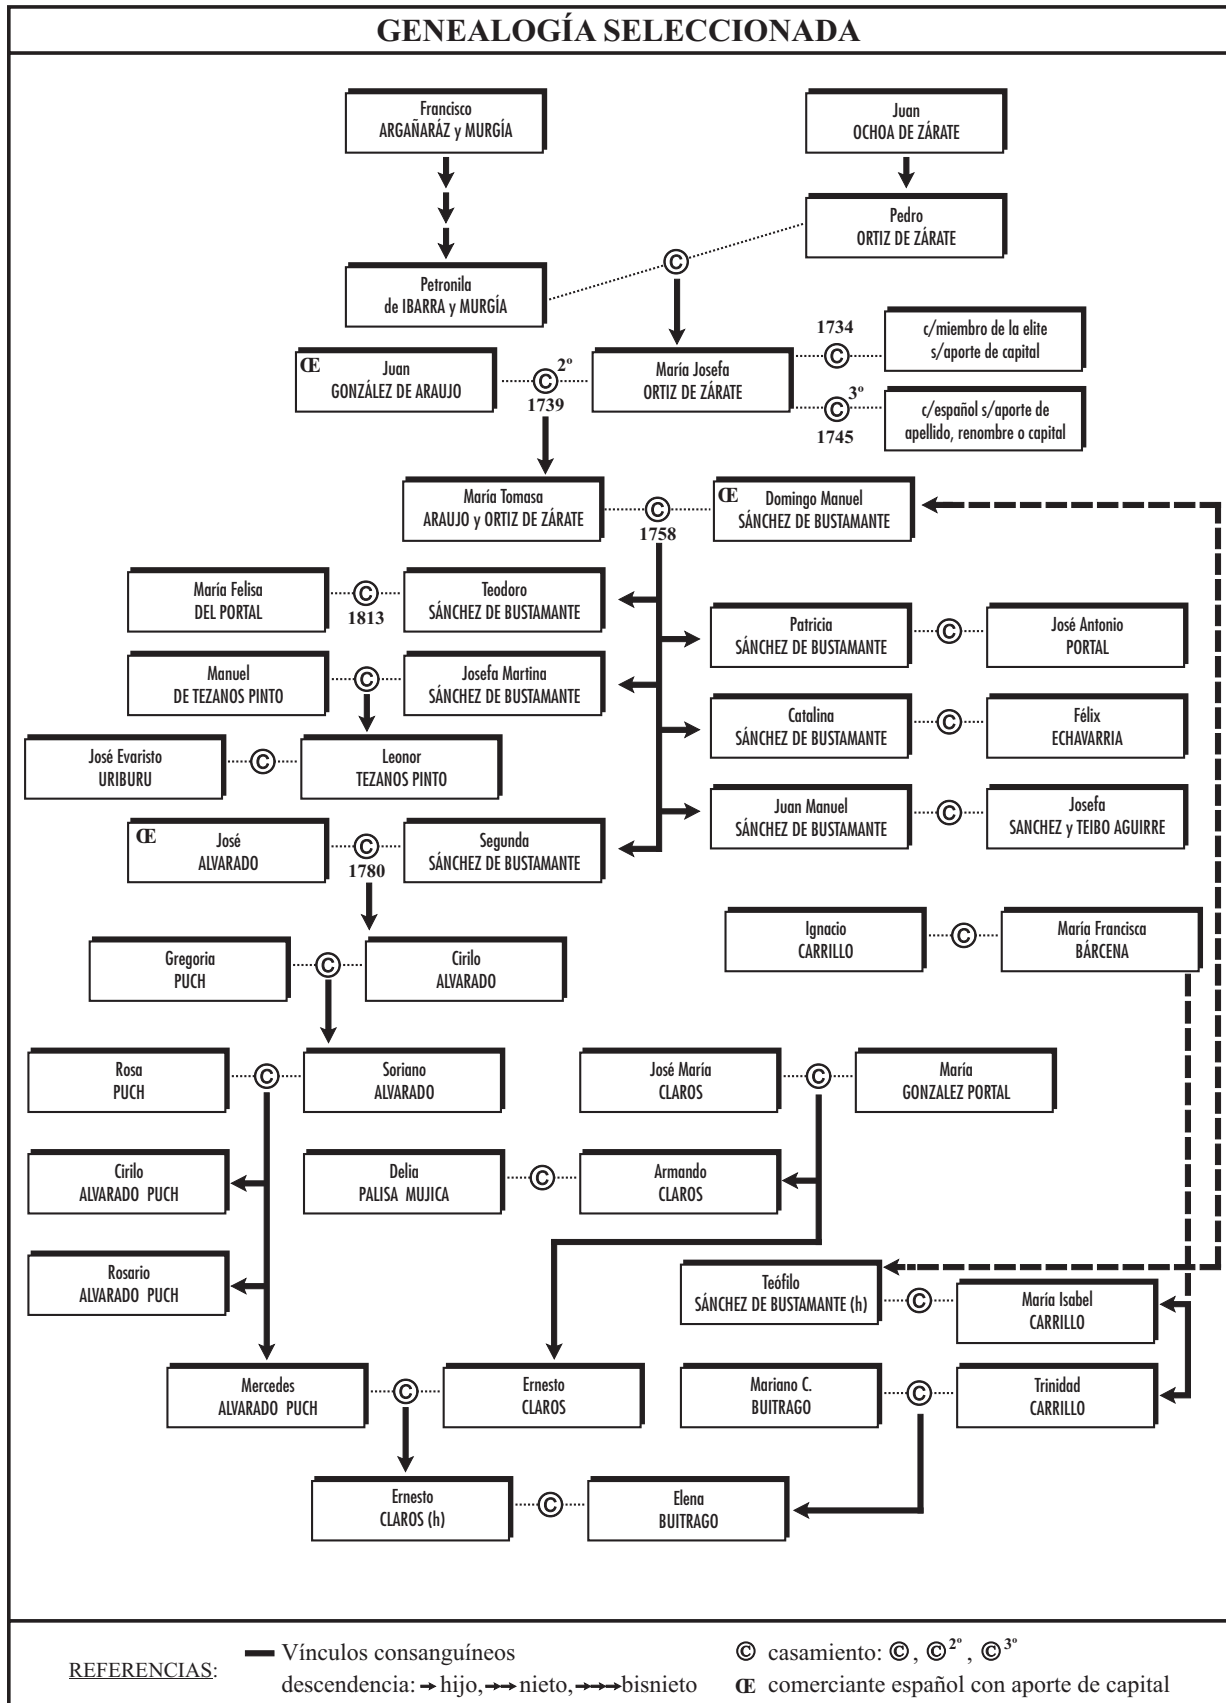 GENEALOGÍA SELECCIONADA
Francisco
ARGAÑARÁZ y MURGÍA
Juan
OCHOA DE ZÁRATE
Pedro
ORTIZ DE ZÁRATE
Petronila
de IBARRA y MURGÍA
©
Œ Juan
GONZÁLEZ DE ARAUJO
© 2º
1739
María Josefa
ORTIZ DE ZÁRATE
1734
©
c/miembro de la elite
s/aporte de capital
© 3º
1745
c/español s/aporte de
apellido, renombre o capital
María Tomasa
ARAUJO y ORTIZ DE ZÁRATE
©
1758
Œ Domingo Manuel
SÁNCHEZ DE BUSTAMANTE
María Felisa
DEL PORTAL
©
1813
Teodoro
SÁNCHEZ DE BUSTAMANTE
Patricia
SÁNCHEZ DE BUSTAMANTE
©
José Antonio
PORTAL
Manuel
DE TEZANOS PINTO
©
Josefa Martina
SÁNCHEZ DE BUSTAMANTE
Catalina
SÁNCHEZ DE BUSTAMANTE
©
Félix
ECHAVARRIA
José Evaristo
URIBURU
©
Leonor
TEZANOS PINTO
Juan Manuel
SÁNCHEZ DE BUSTAMANTE
©
Josefa
SANCHEZ y TEIBO AGUIRRE
Œ José
ALVARADO
©
1780
Segunda
SÁNCHEZ DE BUSTAMANTE
Ignacio
CARRILLO
©
María Francisca
BÁRCENA
Gregoria
PUCH
©
Cirilo
ALVARADO
Rosa
PUCH
©
Soriano
ALVARADO
José María
CLAROS
©
María
GONZALEZ PORTAL
Cirilo
ALVARADO PUCH
Delia
PALISA MUJICA
©
Armando
CLAROS
Rosario
ALVARADO PUCH
Teófilo
SÁNCHEZ DE BUSTAMANTE (h)
©
María Isabel
CARRILLO
Mercedes
ALVARADO PUCH
©
Ernesto
CLAROS
Mariano C.
BUITRAGO
©
Trinidad
CARRILLO
Ernesto
CLAROS (h)
©
Elena
BUITRAGO
REFERENCIAS:
Vínculos consanguíneos
descendencia: → hijo, →→ nieto, →→→ bisnieto
© casamiento: ©, © 2º, © 3º
Œ comerciante español con aporte de capital